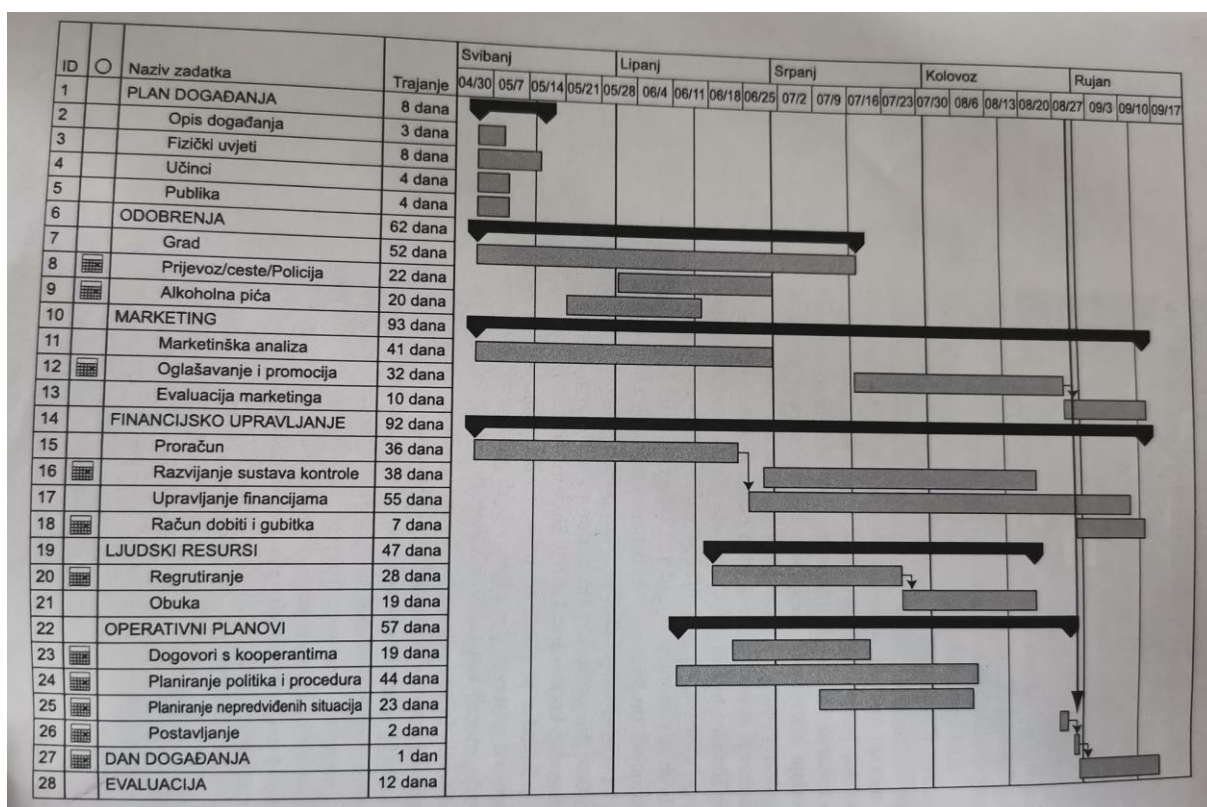 Svibanj Lipanj Srpanj Kolovoz Rujan
ID Naziv zadatka Trajanje 04/30 05/7 05/14 05/21 05/28 06/4 06/11 06/18 06/25 07/2 07/9 07/16 07/23 07/30 08/6 08/13 08/20 08/27 09/3 09/10 09/17
1 PLAN DOGAĐANJA 8 dana
2 Opis događanja 3 dana
3 Fizički uvjeti 8 dana
4 Učinci 4 dana
5 Publika 4 dana
6 ODOBRENJA 62 dana
7 Grad 52 dana
8 Prijevoz/ceste/Policija 22 dana
9 Alkoholna pića 20 dana
10 MARKETING 93 dana
11 Marketinška analiza 41 dana
12 Oglašavanje i promocija 32 dana
13 Evaluacija marketinga 10 dana
14 FINANCIJSKO UPRAVLJANJE 92 dana
15 Proračun 36 dana
16 Razvijanje sustava kontrole 38 dana
17 Upravljanje financijama 55 dana
18 Račun dobiti i gubitka 7 dana
19 LJUDSKI RESURSI 47 dana
20 Regrutiranje 28 dana
21 Obuka 19 dana
22 OPERATIVNI PLANOVI 57 dana
23 Dogovori s kooperantima 19 dana
24 Planiranje politika i procedura 44 dana
25 Planiranje nepredviđenih situacija 23 dana
26 Postavljanje 2 dana
27 DAN DOGAĐANJA 1 dan
28 EVALUACIJA 12 dana